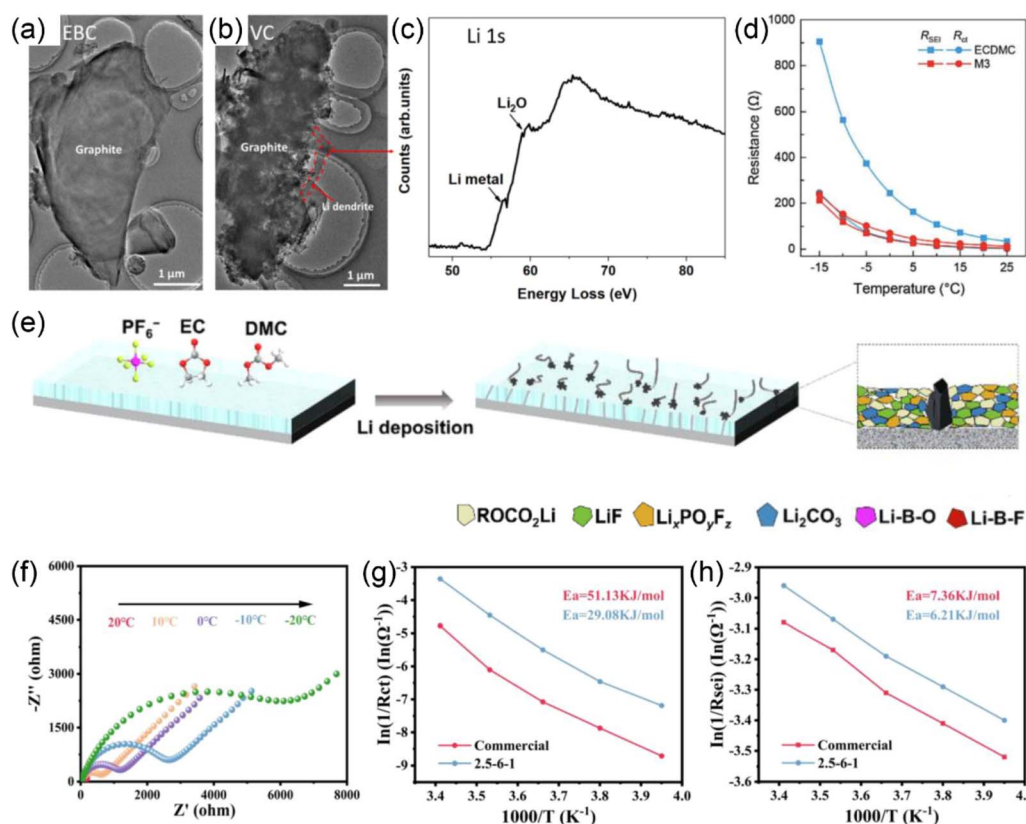 (a)
EBC
Graphite
1 μm
(b)
VC
Graphite
Li dendrite
1 μm
(c)
Li 1s
Li₂O
Li metal
Counts (arb.units)
50 60 70 80
Energy Loss (eV)
(d)
R_SEI R_ct
ECDMC
M3
Resistance (Ω)
1000
800
600
400
200
0
-15 -5 5 15 25
Temperature (°C)
(e)
PF₆⁻ EC DMC
Li deposition
ROCO₂Li LiF LiₓPOᵧF_z Li₂CO₃ Li-B-O Li-B-F
(f)
20℃ 10℃ 0℃ -10℃ -20℃
-Z'' (ohm)
6000
4500
3000
1500
0
0 2000 4000 6000 8000
Z' (ohm)
(g)
Ea=51.13KJ/mol
Ea=29.08KJ/mol
Commercial
2.5-6-1
In(1/Rct) (In(Ω⁻¹)
-3
-4
-5
-6
-7
-8
-9
3.4 3.5 3.6 3.7 3.8 3.9 4.0
1000/T (K⁻¹)
(h)
Ea=7.36KJ/mol
Ea=6.21KJ/mol
Commercial
2.5-6-1
In(1/Rsei) (In(Ω⁻¹)
-2.9
-3.0
-3.1
-3.2
-3.3
-3.4
-3.5
-3.6
3.4 3.5 3.6 3.7 3.8 3.9 4.0
1000/T (K⁻¹)